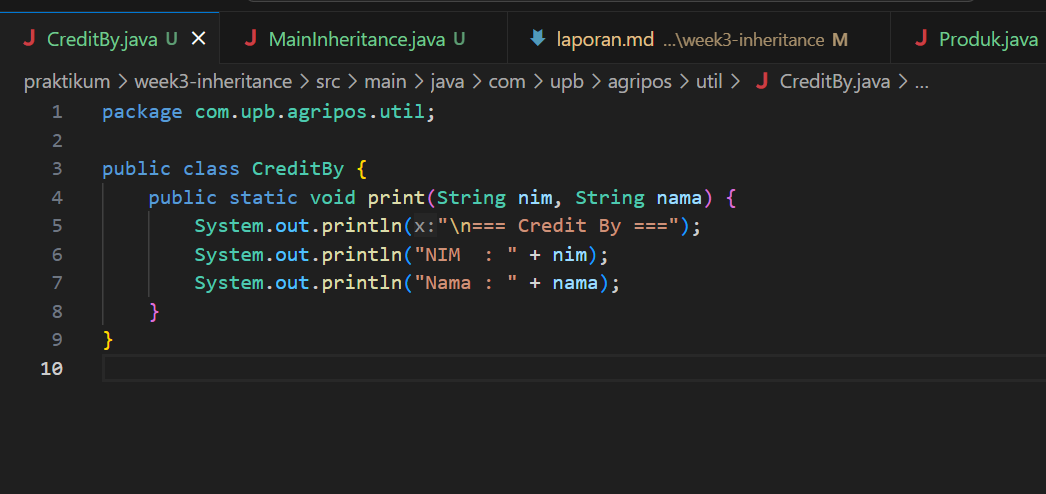 J CreditBy.java U × J MainInheritance.java U laporan.md ...\week3-inheritance M J Produk.java
praktikum > week3-inheritance > src > main > java > com > upb > agripos > util > J CreditBy.java > ...
1 package com.upb.agripos.util;
2
3 public class CreditBy {
4 public static void print(String nim, String nama) {
5 System.out.println(x:"\n=== Credit By ===");
6 System.out.println("NIM  : " + nim);
7 System.out.println("Nama : " + nama);
8 }
9 }
10